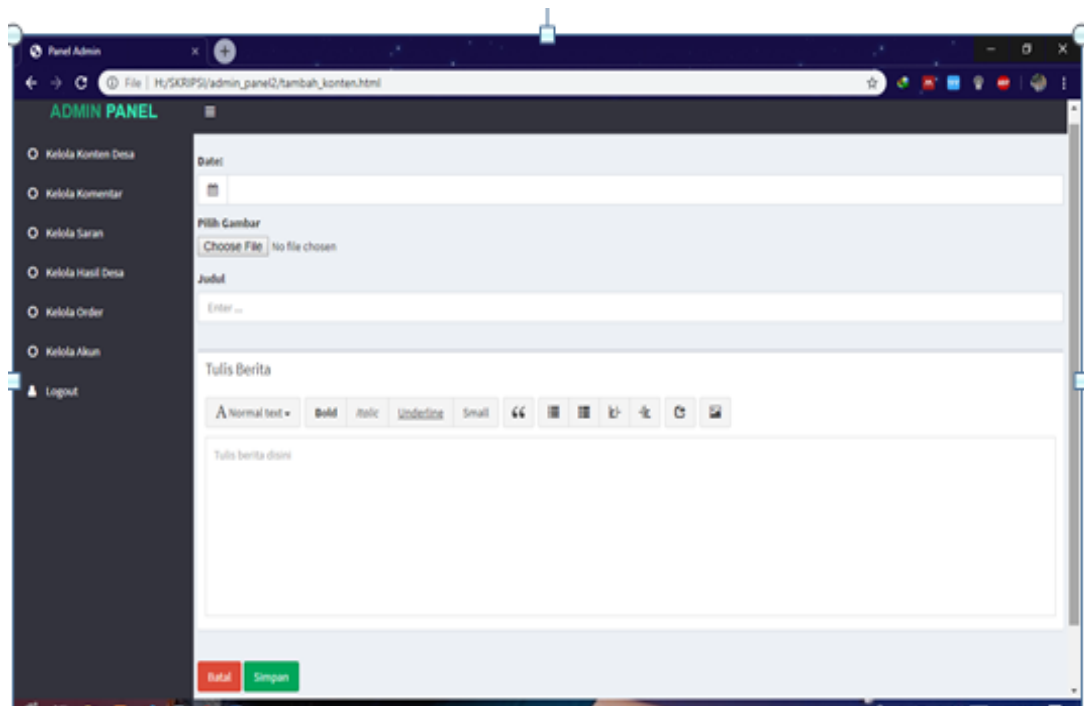 Panel Admin
File | H:/SKRIPSI/admin_panel2/tambah_konten.html
ADMIN PANEL
Kelola Konten Desa
Kelola Komentar
Kelola Saran
Kelola Hasil Desa
Kelola Order
Kelola Akun
Logout
Date:
Pilih Gambar
Choose File No file chosen
Judul
Enter ...
Tulis Berita
A Normal text Bold Italic Underline Small
Tulis berita disini
Batal Simpan